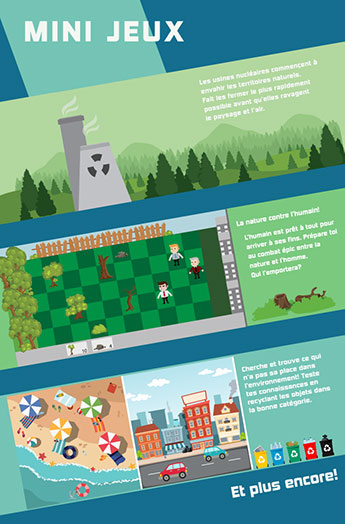 MINI JEUX
Les usines nucléaires commencent à
envahir les territoires naturels.
Fait les fermer le plus rapidement
possible avant qu'elles ravagent
le paysage et l'air.
La nature contre l'humain!
L'humain est prêt à tout pour
arriver à ses fins. Prépare toi
au combat épic entre la
nature et l'homme.
Qui l'emportera?
10
Cherche et trouve ce qui
n'a pas sa place dans
l'environnement! Teste
tes connaissances en
recyclant les objets dans
la bonne catégorie.
Et plus encore!